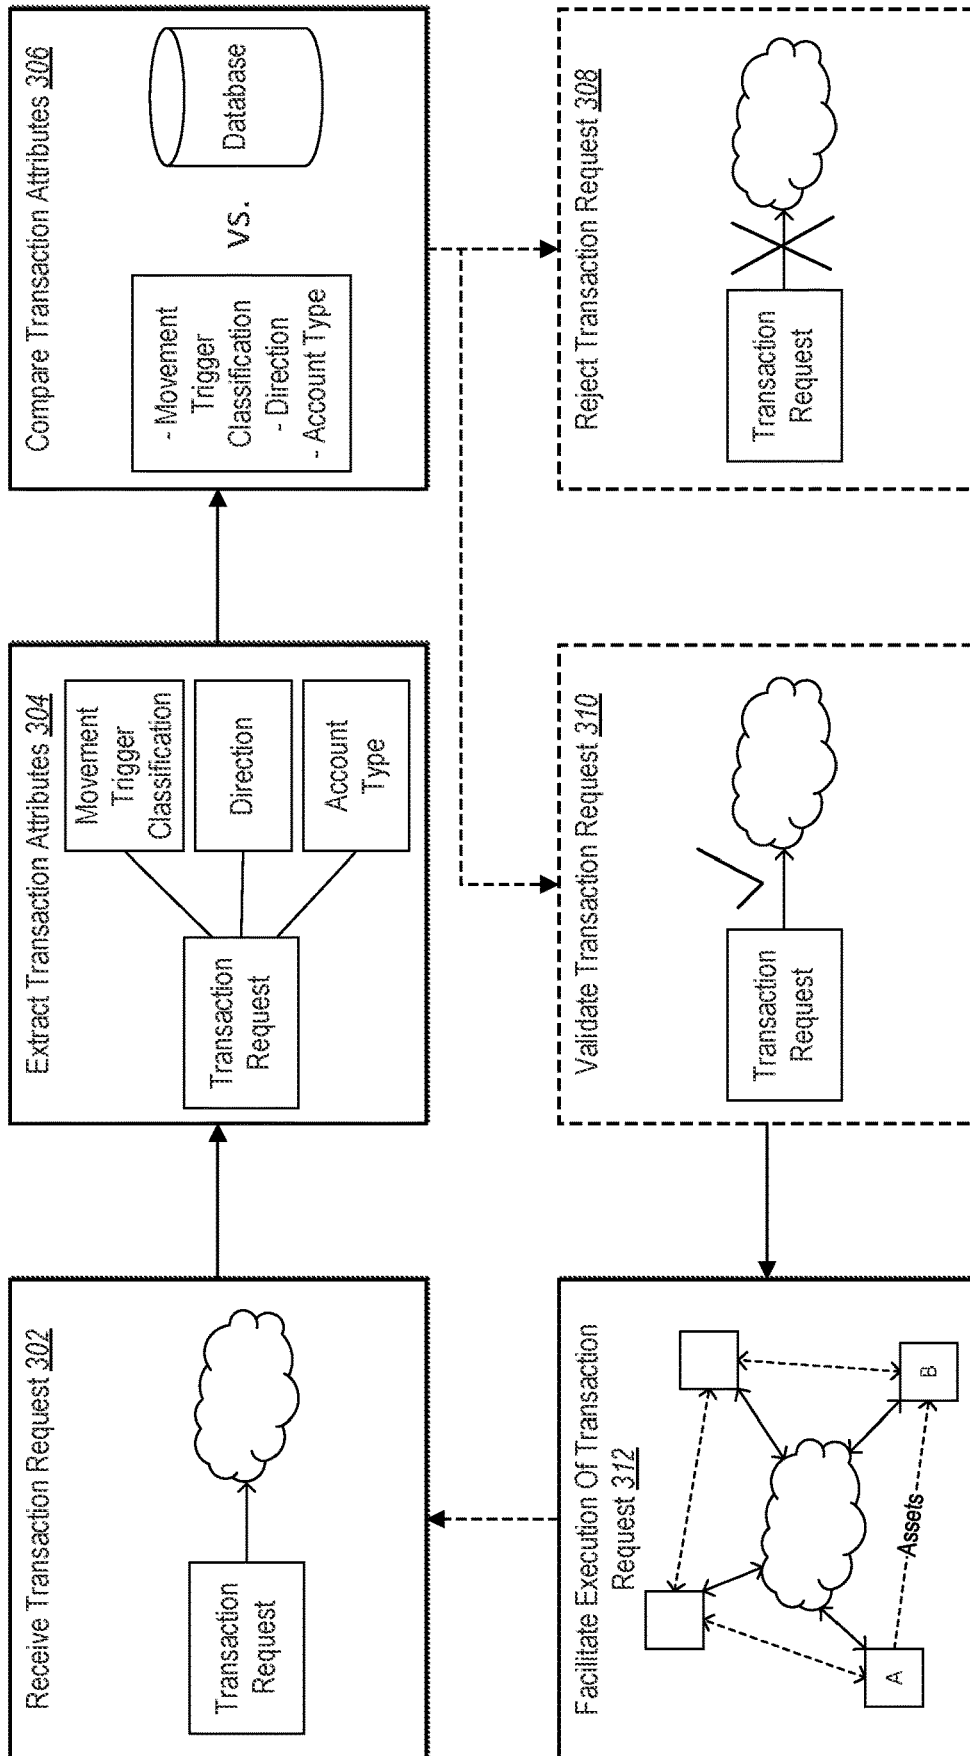 Receive Transaction Request 302
Transaction
Request
Extract Transaction Attributes 304
Transaction
Request
Movement
Trigger
Classification
Direction
Account
Type
Compare Transaction Attributes 306
- Movement
Trigger
Classification
- Direction
- Account Type
vs.
Database
Reject Transaction Request 308
Transaction
Request
Validate Transaction Request 310
Transaction
Request
Facilitate Execution Of Transaction
Request 312
A
Assets
B